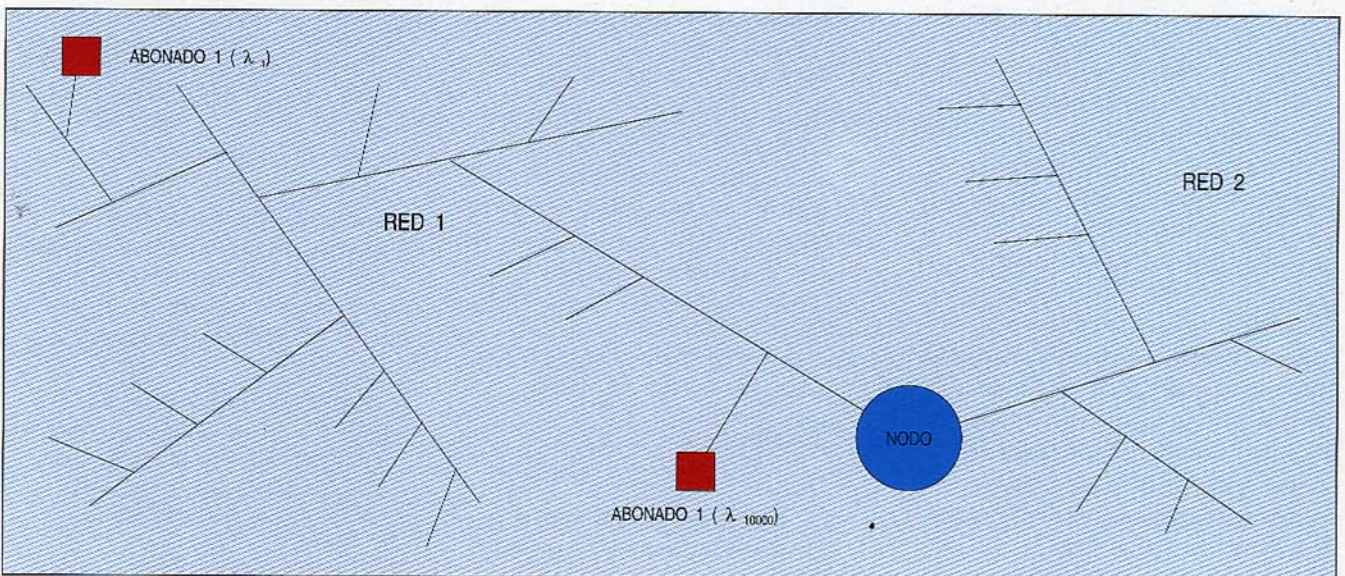 ABONADO 1 ( λ ₁)
RED 1
RED 2
NODO
ABONADO 1 ( λ ₁₀₀₀₀)